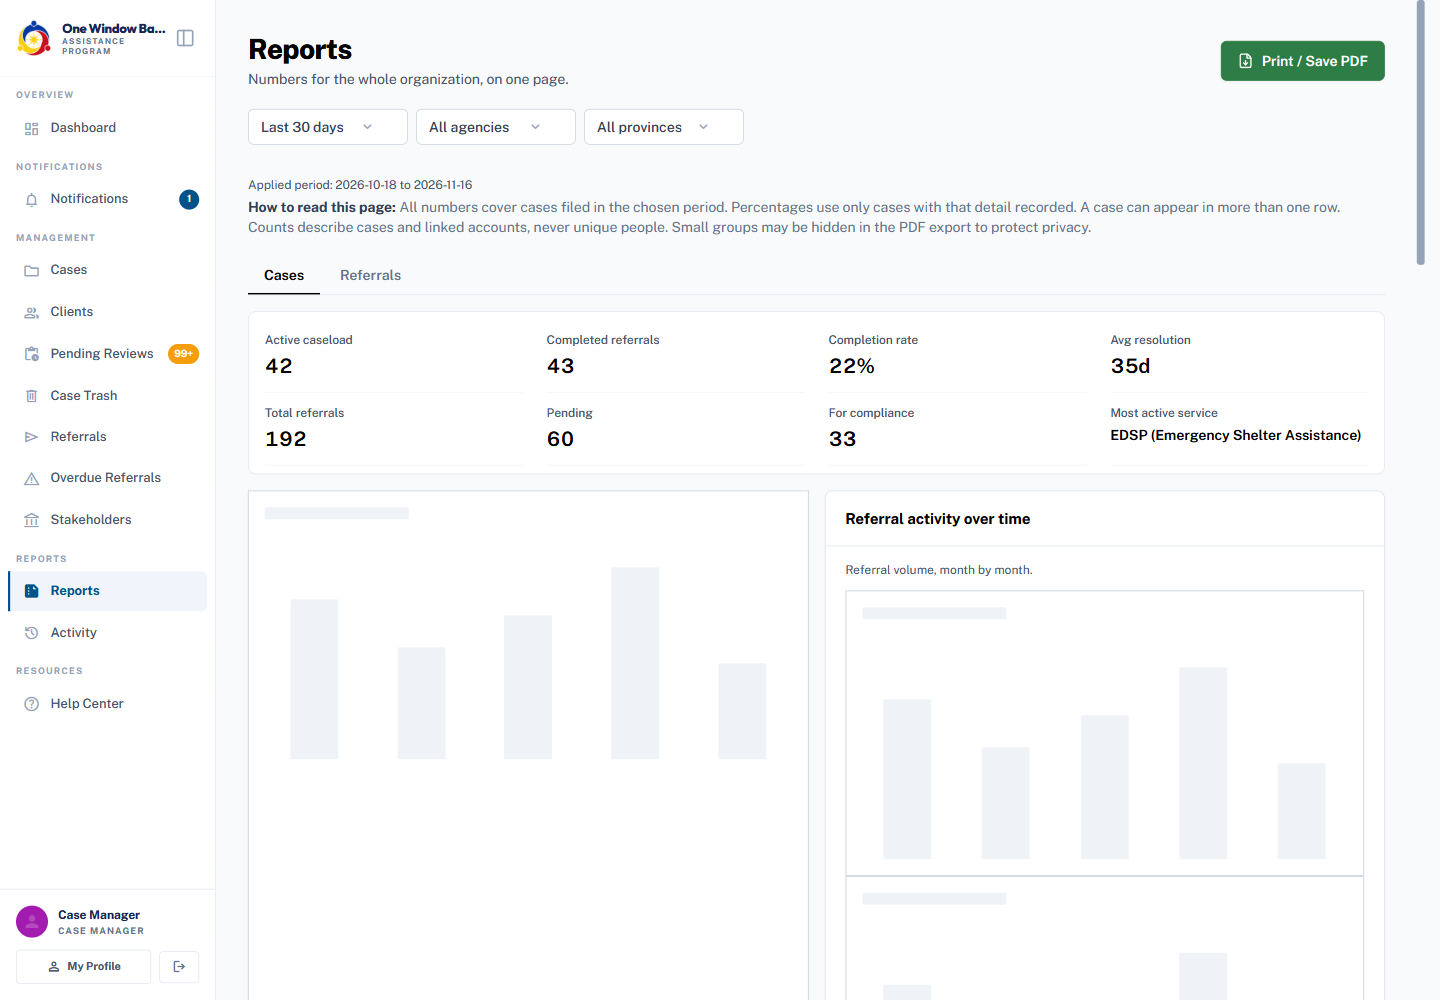 One Window Ba...
ASSISTANCE
PROGRAM
OVERVIEW
Dashboard
NOTIFICATIONS
Notifications
1
MANAGEMENT
Cases
Clients
Pending Reviews
99+
Case Trash
Referrals
Overdue Referrals
Stakeholders
REPORTS
Reports
Activity
RESOURCES
Help Center
Case Manager
CASE MANAGER
My Profile
Reports
Numbers for the whole organization, on one page.
Print / Save PDF
Last 30 days
All agencies
All provinces
Applied period: 2026-10-18 to 2026-11-16
How to read this page: All numbers cover cases filed in the chosen period. Percentages use only cases with that detail recorded. A case can appear in more than one row.
Counts describe cases and linked accounts, never unique people. Small groups may be hidden in the PDF export to protect privacy.
Cases
Referrals
Active caseload
42
Completed referrals
43
Completion rate
22%
Avg resolution
35d
Total referrals
192
Pending
60
For compliance
33
Most active service
EDSP (Emergency Shelter Assistance)
Referral activity over time
Referral volume, month by month.